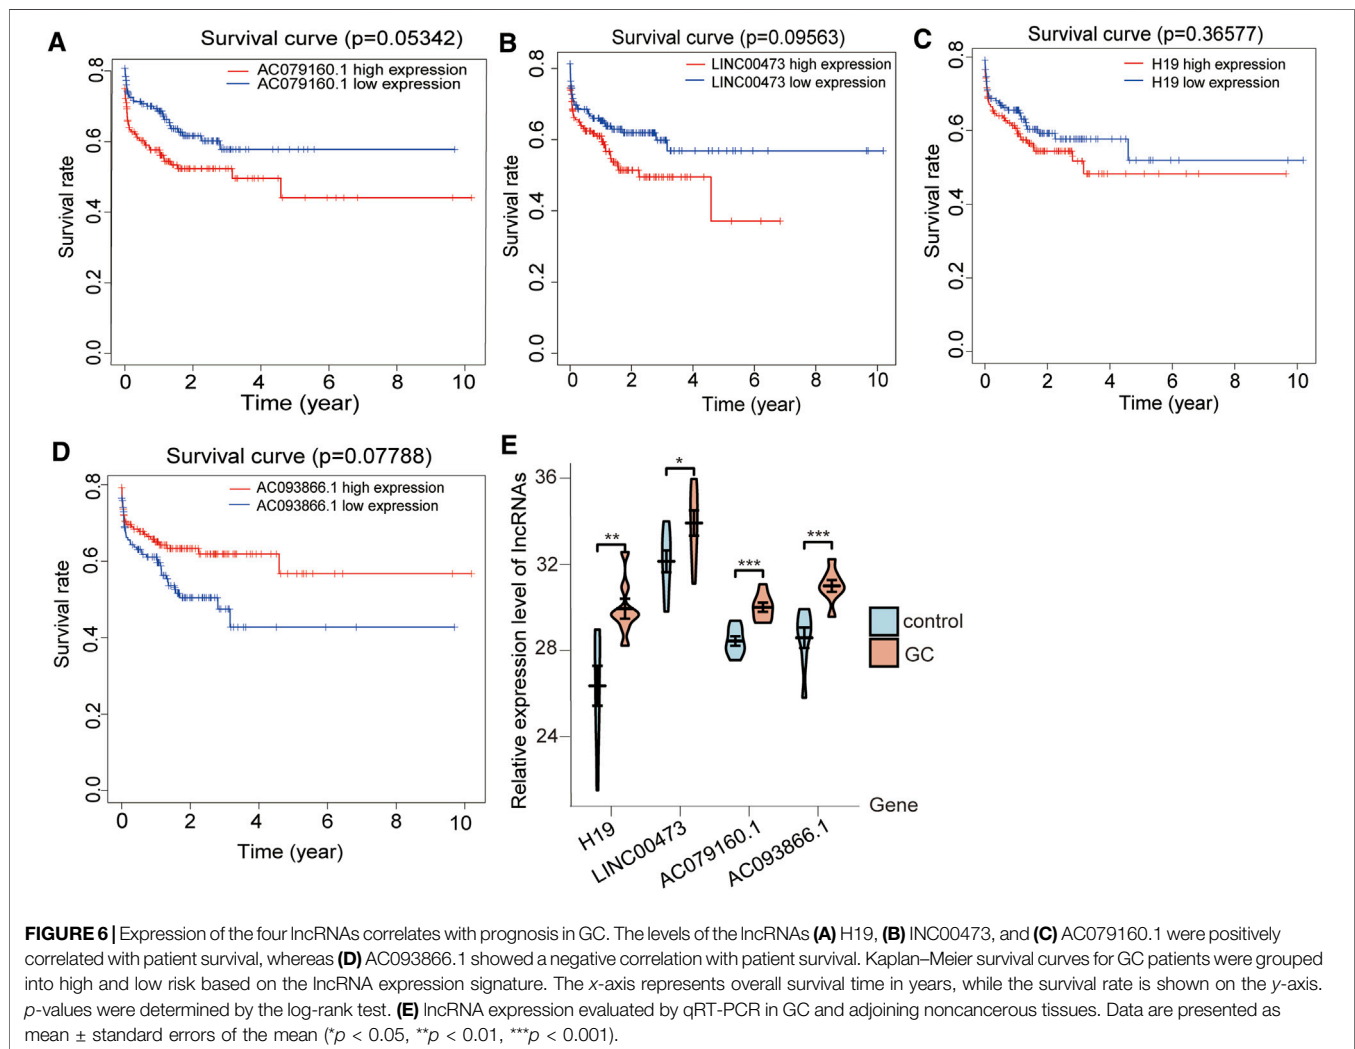 A
Survival curve (p=0.05342)
AC079160.1 high expression
AC079160.1 low expression
Survival rate
0.8
0.6
0.4
0.2
0.0
0 2 4 6 8 10
Time (year)
B
Survival curve (p=0.09563)
LINC00473 high expression
LINC00473 low expression
Survival rate
0.8
0.6
0.4
0.2
0.0
0 2 4 6 8 10
Time (year)
C
Survival curve (p=0.36577)
H19 high expression
H19 low expression
Survival rate
0.8
0.6
0.4
0.2
0.0
0 2 4 6 8 10
Time (year)
D
Survival curve (p=0.07788)
AC093866.1 high expression
AC093866.1 low expression
Survival rate
0.8
0.6
0.4
0.2
0.0
0 2 4 6 8 10
Time (year)
E
Relative expression level of lncRNAs
36
32
28
24
**
*
***
***
control
GC
Gene
H19
LINC00473
AC079160.1
AC093866.1
FIGURE 6 | Expression of the four lncRNAs correlates with prognosis in GC. The levels of the lncRNAs (A) H19, (B) INC00473, and (C) AC079160.1 were positively
correlated with patient survival, whereas (D) AC093866.1 showed a negative correlation with patient survival. Kaplan–Meier survival curves for GC patients were grouped
into high and low risk based on the lncRNA expression signature. The x-axis represents overall survival time in years, while the survival rate is shown on the y-axis.
p-values were determined by the log-rank test. (E) lncRNA expression evaluated by qRT-PCR in GC and adjoining noncancerous tissues. Data are presented as
mean ± standard errors of the mean (*p < 0.05, **p < 0.01, ***p < 0.001).